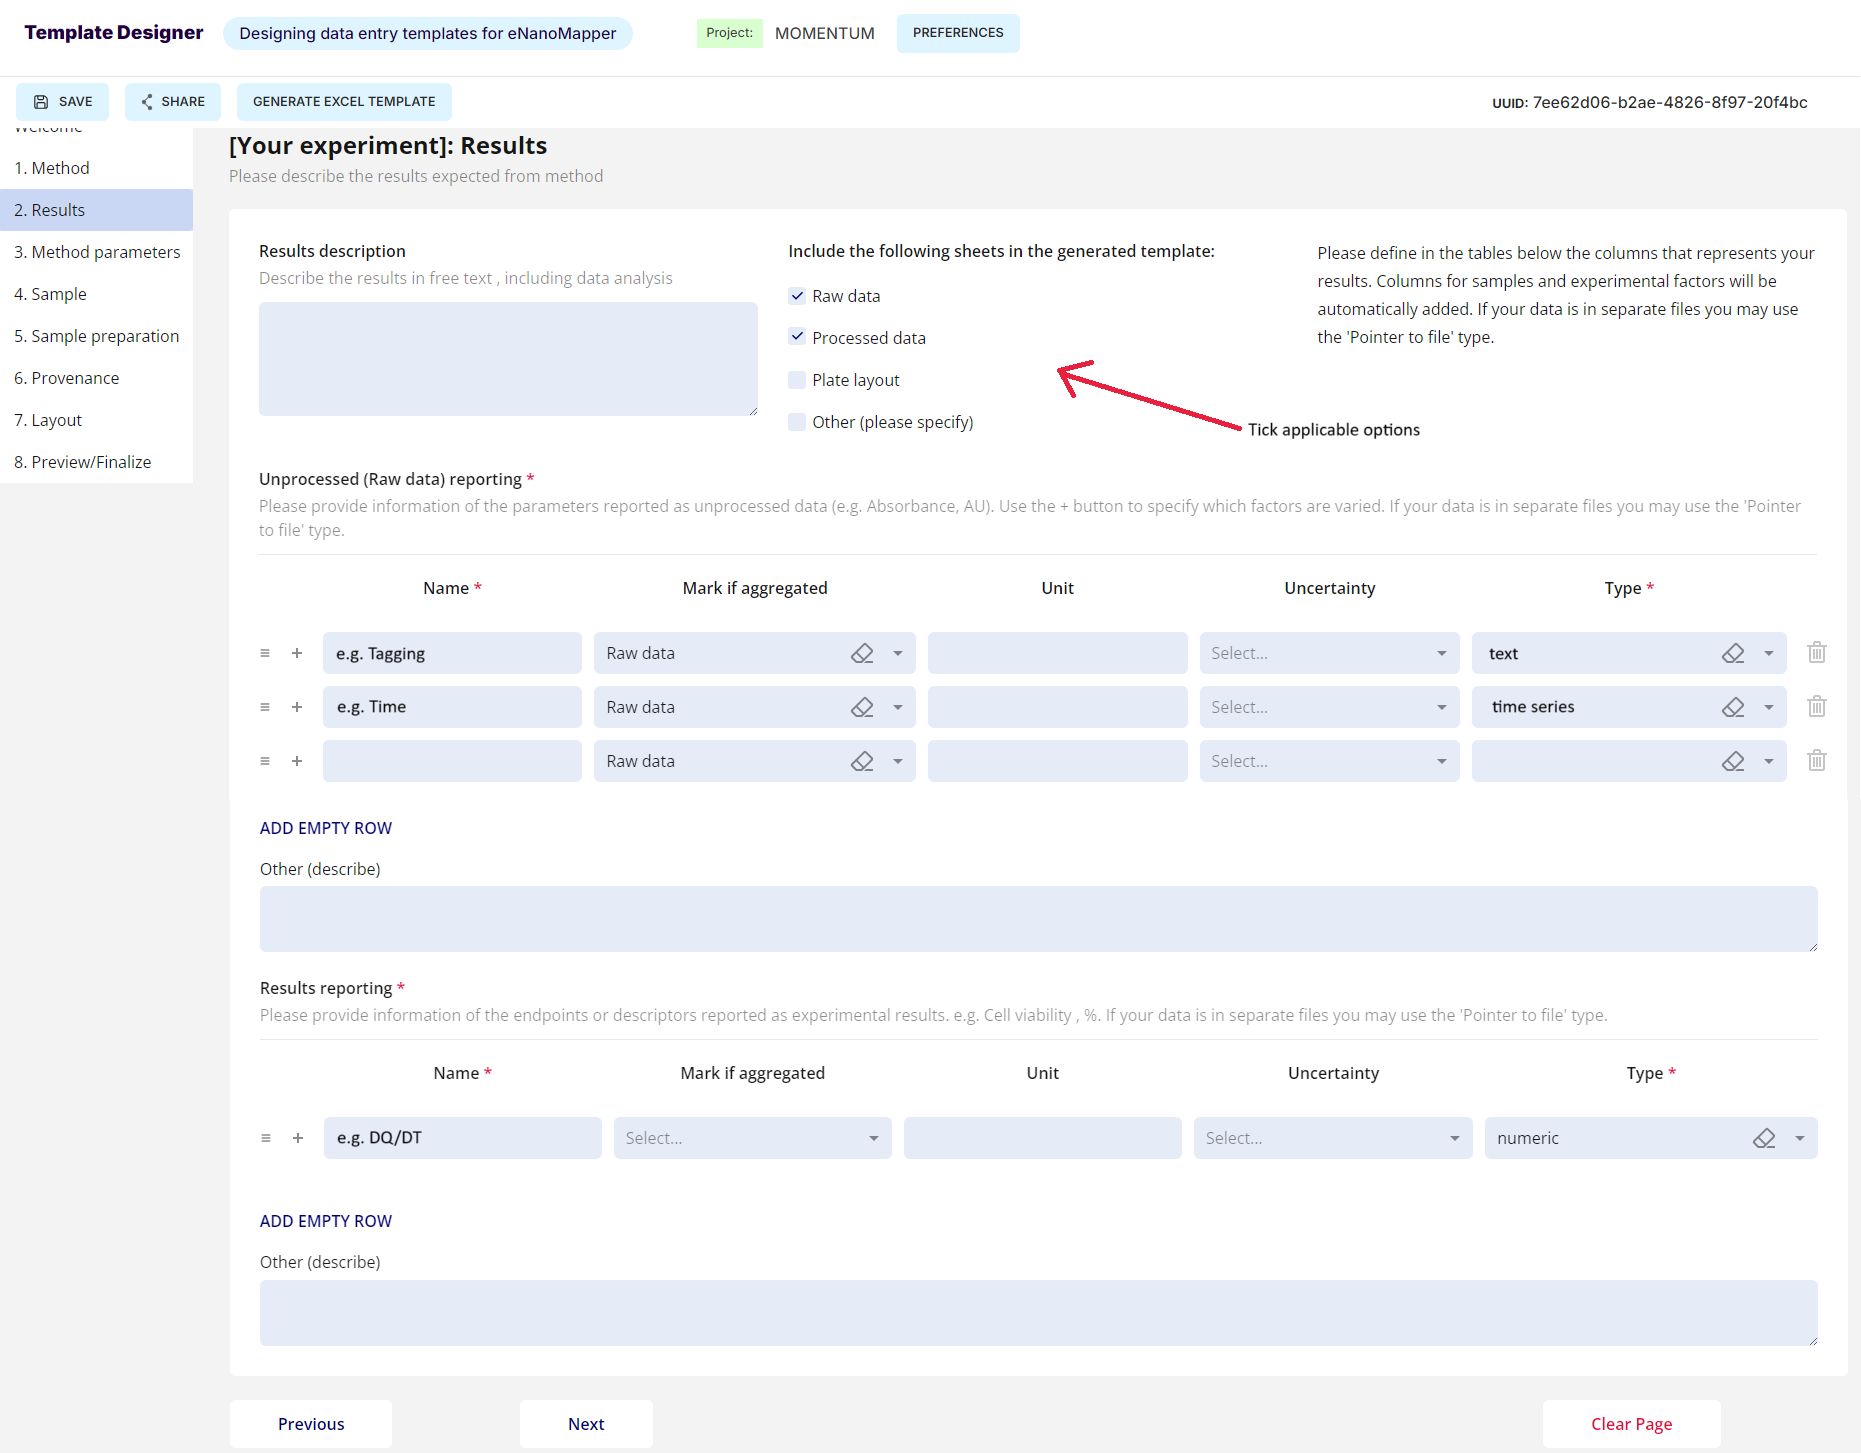 Template Designer
Designing data entry templates for eNanoMapper
Project: MOMENTUM
PREFERENCES
SAVE
SHARE
GENERATE EXCEL TEMPLATE
UUID: 7ee62d06-b2ae-4826-8f97-20f4bc
Welcome
1. Method
2. Results
3. Method parameters
4. Sample
5. Sample preparation
6. Provenance
7. Layout
8. Preview/Finalize
[Your experiment]: Results
Please describe the results expected from method
Results description
Describe the results in free text , including data analysis
Include the following sheets in the generated template:
Raw data
Processed data
Plate layout
Other (please specify)
Please define in the tables below the columns that represents your
results. Columns for samples and experimental factors will be
automatically added. If your data is in separate files you may use
the 'Pointer to file' type.
Tick applicable options
Unprocessed (Raw data) reporting *
Please provide information of the parameters reported as unprocessed data (e.g. Absorbance, AU). Use the + button to specify which factors are varied. If your data is in separate files you may use the 'Pointer
to file' type.
Name * Mark if aggregated Unit Uncertainty Type *
e.g. Tagging Raw data Select... text
e.g. Time Raw data Select... time series
Raw data Select...
ADD EMPTY ROW
Other (describe)
Results reporting *
Please provide information of the endpoints or descriptors reported as experimental results. e.g. Cell viability , %. If your data is in separate files you may use the 'Pointer to file' type.
Name * Mark if aggregated Unit Uncertainty Type *
e.g. DQ/DT Select... Select... numeric
ADD EMPTY ROW
Other (describe)
Previous
Next
Clear Page